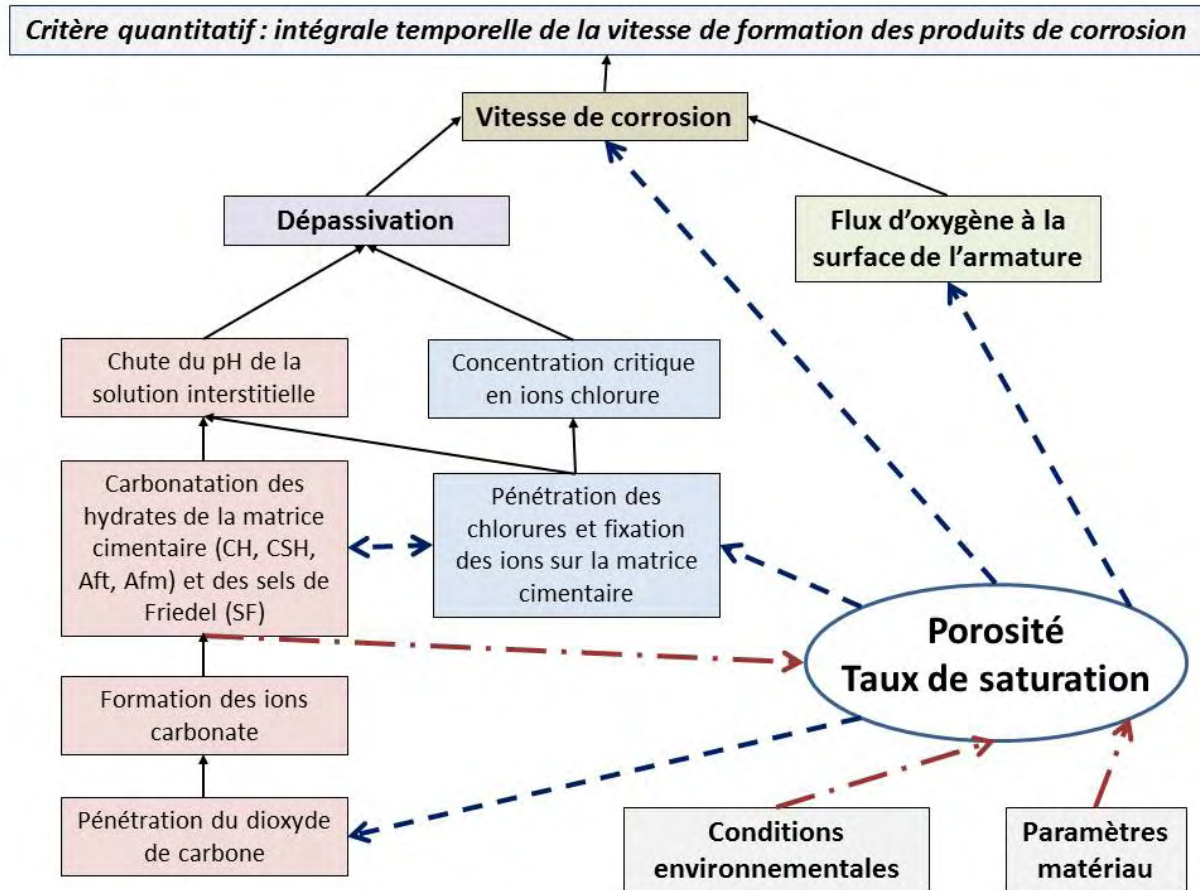 Critère quantitatif : intégrale temporelle de la vitesse de formation des produits de corrosion
Vitesse de corrosion
Dépassivation
Flux d'oxygène à la
surface de l'armature
Chute du pH de la
solution interstitielle
Concentration critique
en ions chlorure
Carbonatation des
hydrates de la matrice
cimentaire (CH, CSH,
Aft, Afm) et des sels de
Friedel (SF)
Pénétration des
chlorures et fixation
des ions sur la matrice
cimentaire
Porosité
Taux de saturation
Formation des ions
carbonate
Pénétration du dioxyde
de carbone
Conditions
environnementales
Paramètres
matériau